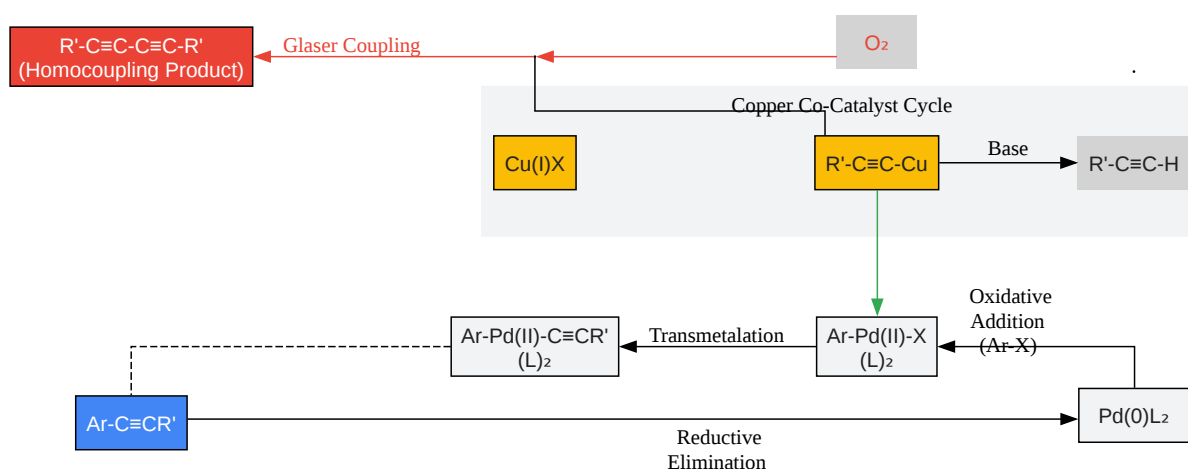 R'-C≡C-C≡C-R'
(Homocoupling Product)
Glaser Coupling
O₂
.
Copper Co-Catalyst Cycle
Cu(I)X
R'-C≡C-Cu
Base
R'-C≡C-H
Oxidative
Addition
(Ar-X)
Ar-Pd(II)-C≡CR'
(L)₂
Transmetalation
Ar-Pd(II)-X
(L)₂
Ar-C≡CR'
Pd(0)L₂
Reductive
Elimination